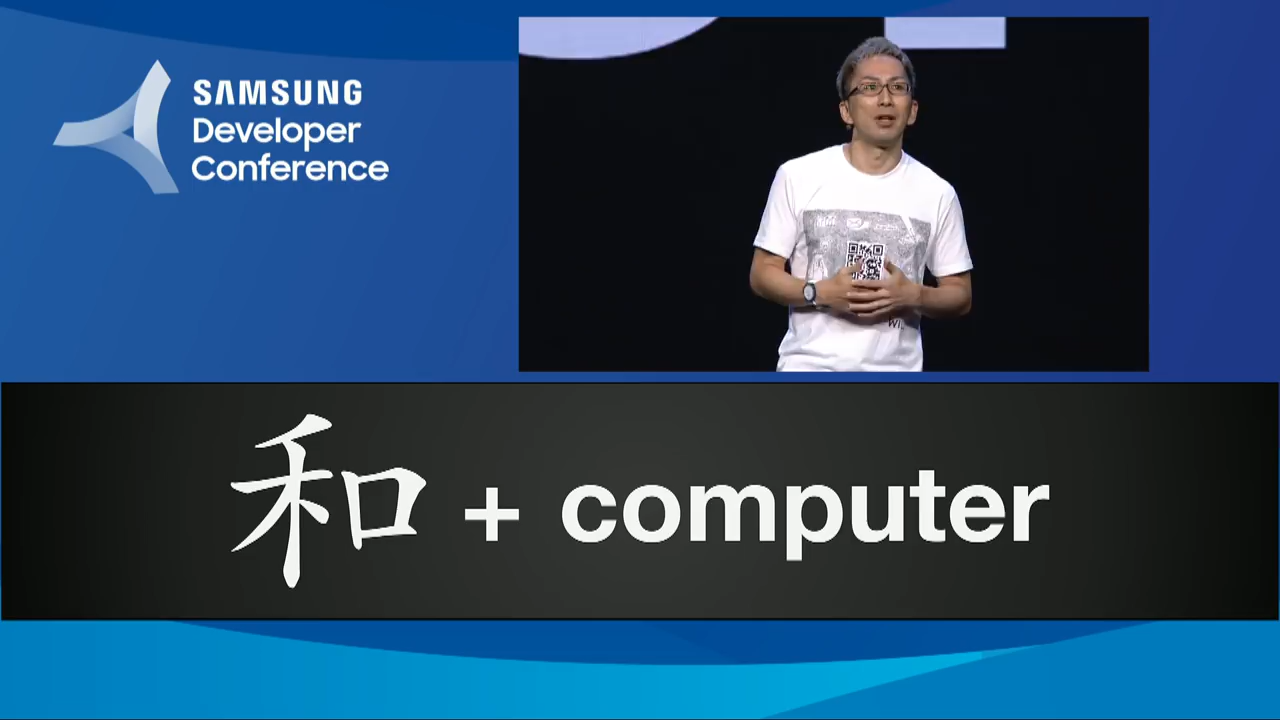 SAMSUNG
Developer
Conference
和 + computer